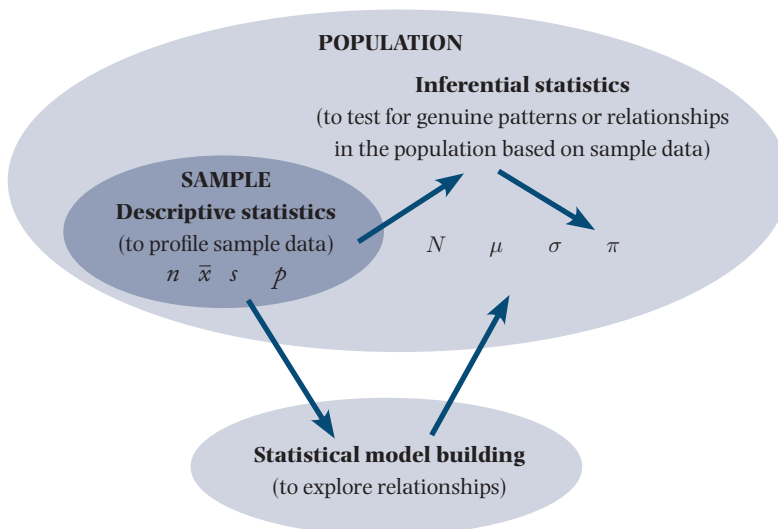 POPULATION
Inferential statistics
(to test for genuine patterns or relationships
in the population based on sample data)
SAMPLE
Descriptive statistics
(to profile sample data)
n x̅ s p
N μ σ π
Statistical model building
(to explore relationships)